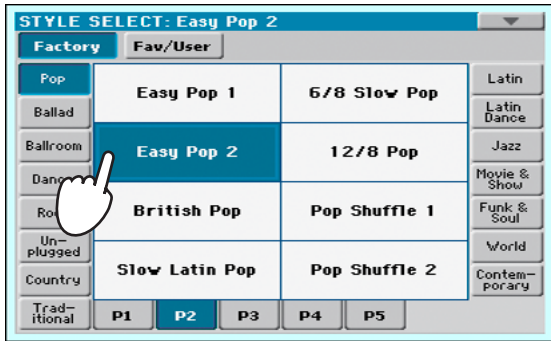 STYLE SELECT: Easy Pop 2
Factory Fav/User
Pop
Ballad
Ballroom
Dance
Un-
plugged
Country
Trad-
itional
Easy Pop 1 6/8 Slow Pop
Easy Pop 2 12/8 Pop
British Pop Pop Shuffle 1
Slow Latin Pop Pop Shuffle 2
Latin
Latin
Dance
Jazz
Movie &
Show
Funk &
Soul
World
Contem-
porary
P1 P2 P3 P4 P5